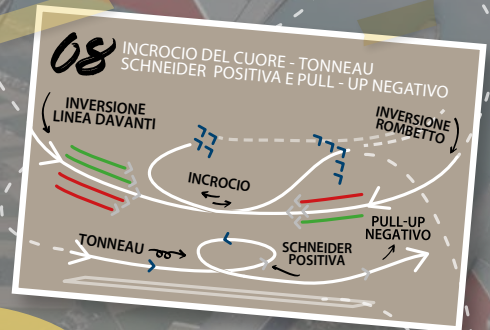 08
INCROCIO DEL CUORE - TONNEAU
SCHNEIDER POSITIVA E PULL - UP NEGATIVO
INVERSIONE
LINEA DAVANTI
INVERSIONE
ROMBETTO
INCROCIO
PULL-UP
NEGATIVO
TONNEAU
SCHNEIDER
POSITIVA